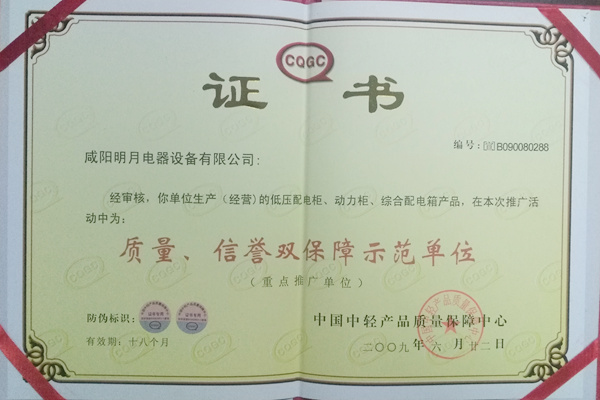 CQGC
证书
编号:B090080288
咸阳明月电器设备有限公司:
经审核,你单位生产(经营)的低压配电柜、动力柜、综合配电箱产品,在本次推广活
动中为:
质量、信誉双保障示范单位
(重点推广单位)
防伪标识:
中国中轻产品质量保障中心
有效期:十八个月
二〇〇九年六月廿二日